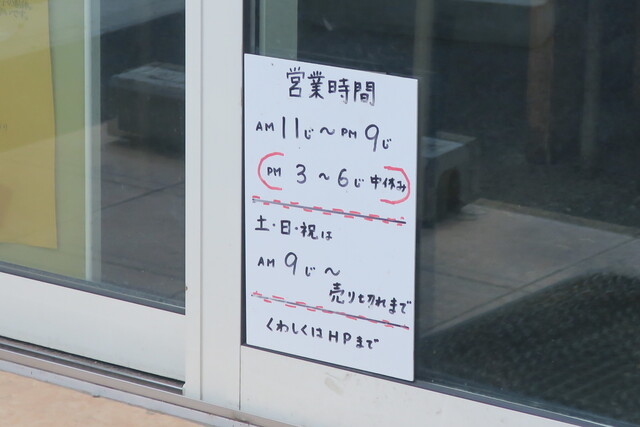 営業時間
AM 11じ〜PM 9じ
(PM 3〜6じ中休み)
土・日・祝は
AM 9じ〜
売り切れまで
くわしくはHPまで